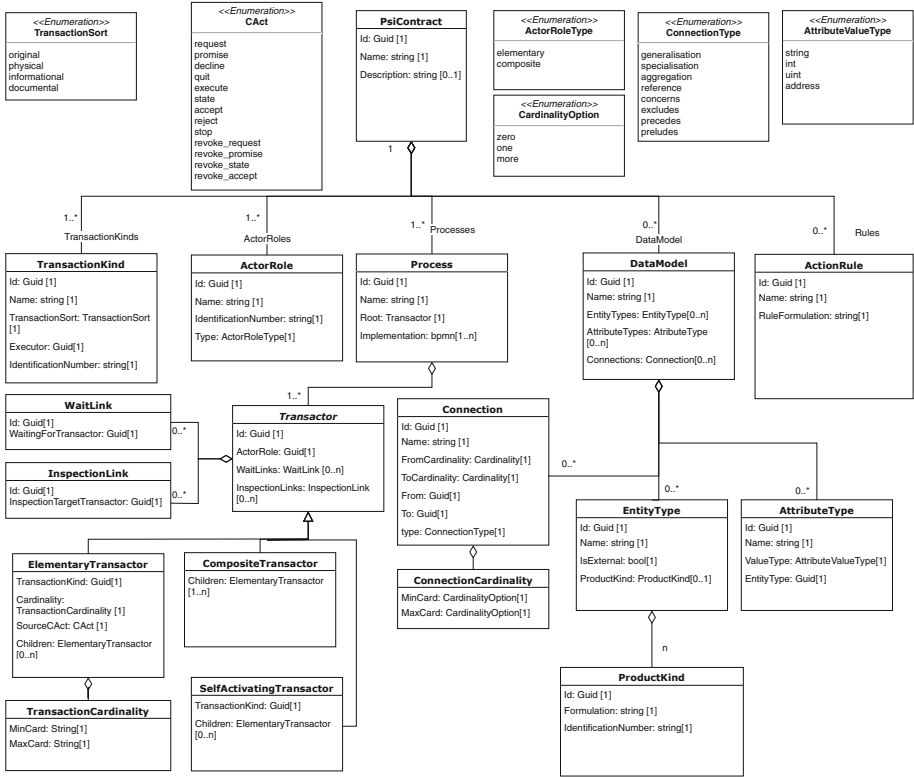 <<Enumeration>>
TransactionSort
original
physical
informational
documental
<<Enumeration>>
CAct
request
promise
decline
quit
execute
state
accept
reject
stop
revoke_request
revoke_promise
revoke_state
revoke_accept
PsiContract
Id: Guid [1]
Name: string [1]
Description: string [0..1]
<<Enumeration>>
ActorRoleType
elementary
composite
<<Enumeration>>
CardinalityOption
zero
one
more
<<Enumeration>>
ConnectionType
generalisation
specialisation
aggregation
reference
concerns
excludes
precedes
preludes
<<Enumeration>>
AttributeValueType
string
int
uint
address
1
1..*
TransactionKinds
1..*
ActorRoles
1..*
Processes
0..*
DataModel
0..*
Rules
TransactionKind
Id: Guid [1]
Name: string [1]
TransactionSort: TransactionSort
[1]
Executor: Guid[1]
IdentificationNumber: string[1]
ActorRole
Id: Guid [1]
Name: string [1]
IdentificationNumber: string[1]
Type: ActorRoleType[1]
Process
Id: Guid [1]
Name: string [1]
Root: Transactor [1]
Implementation: bpmn[1..n]
DataModel
Id: Guid [1]
Name: string [1]
EntityTypes: EntityType[0..n]
AttributeTypes: AtributeType
[0..n]
Connections: Connection[0..n]
ActionRule
Id: Guid [1]
Name: string [1]
RuleFormulation: string[1]
1..*
WaitLink
Id: Guid[1]
WaitingForTransactor: Guid[1]
0..*
InspectionLink
Id: Guid[1]
InspectionTargetTransactor: Guid[1]
0..*
Transactor
Id: Guid [1]
ActorRole: Guid[1]
WaitLinks: WaitLink [0..n]
InspectionLinks: InspectionLink
[0..n]
Connection
Id: Guid [1]
Name: string [1]
FromCardinality: Cardinality[1]
ToCardinality: Cardinality[1]
From: Guid[1]
To: Guid[1]
type: ConnectionType[1]
0..*
0..*
0..*
EntityType
Id: Guid [1]
Name: string [1]
IsExternal: bool[1]
ProductKind: ProductKind[0..1]
AttributeType
Id: Guid [1]
Name: string [1]
ValueType: AttributeValueType[1]
EntityType: Guid[1]
ElementaryTransactor
TransactionKind: Guid[1]
Cardinality:
TransactionCardinality [1]
SourceCAct: CAct [1]
Children: ElementaryTransactor
[0..n]
CompositeTransactor
Children: ElementaryTransactor
[1..n]
ConnectionCardinality
MinCard: CardinalityOption[1]
MaxCard: CardinalityOption[1]
n
SelfActivatingTransactor
TransactionKind: Guid[1]
Children: ElementaryTransactor
[0..n]
TransactionCardinality
MinCard: String[1]
MaxCard: String[1]
ProductKind
Id: Guid [1]
Formulation: string [1]
IdentificationNumber: string[1]